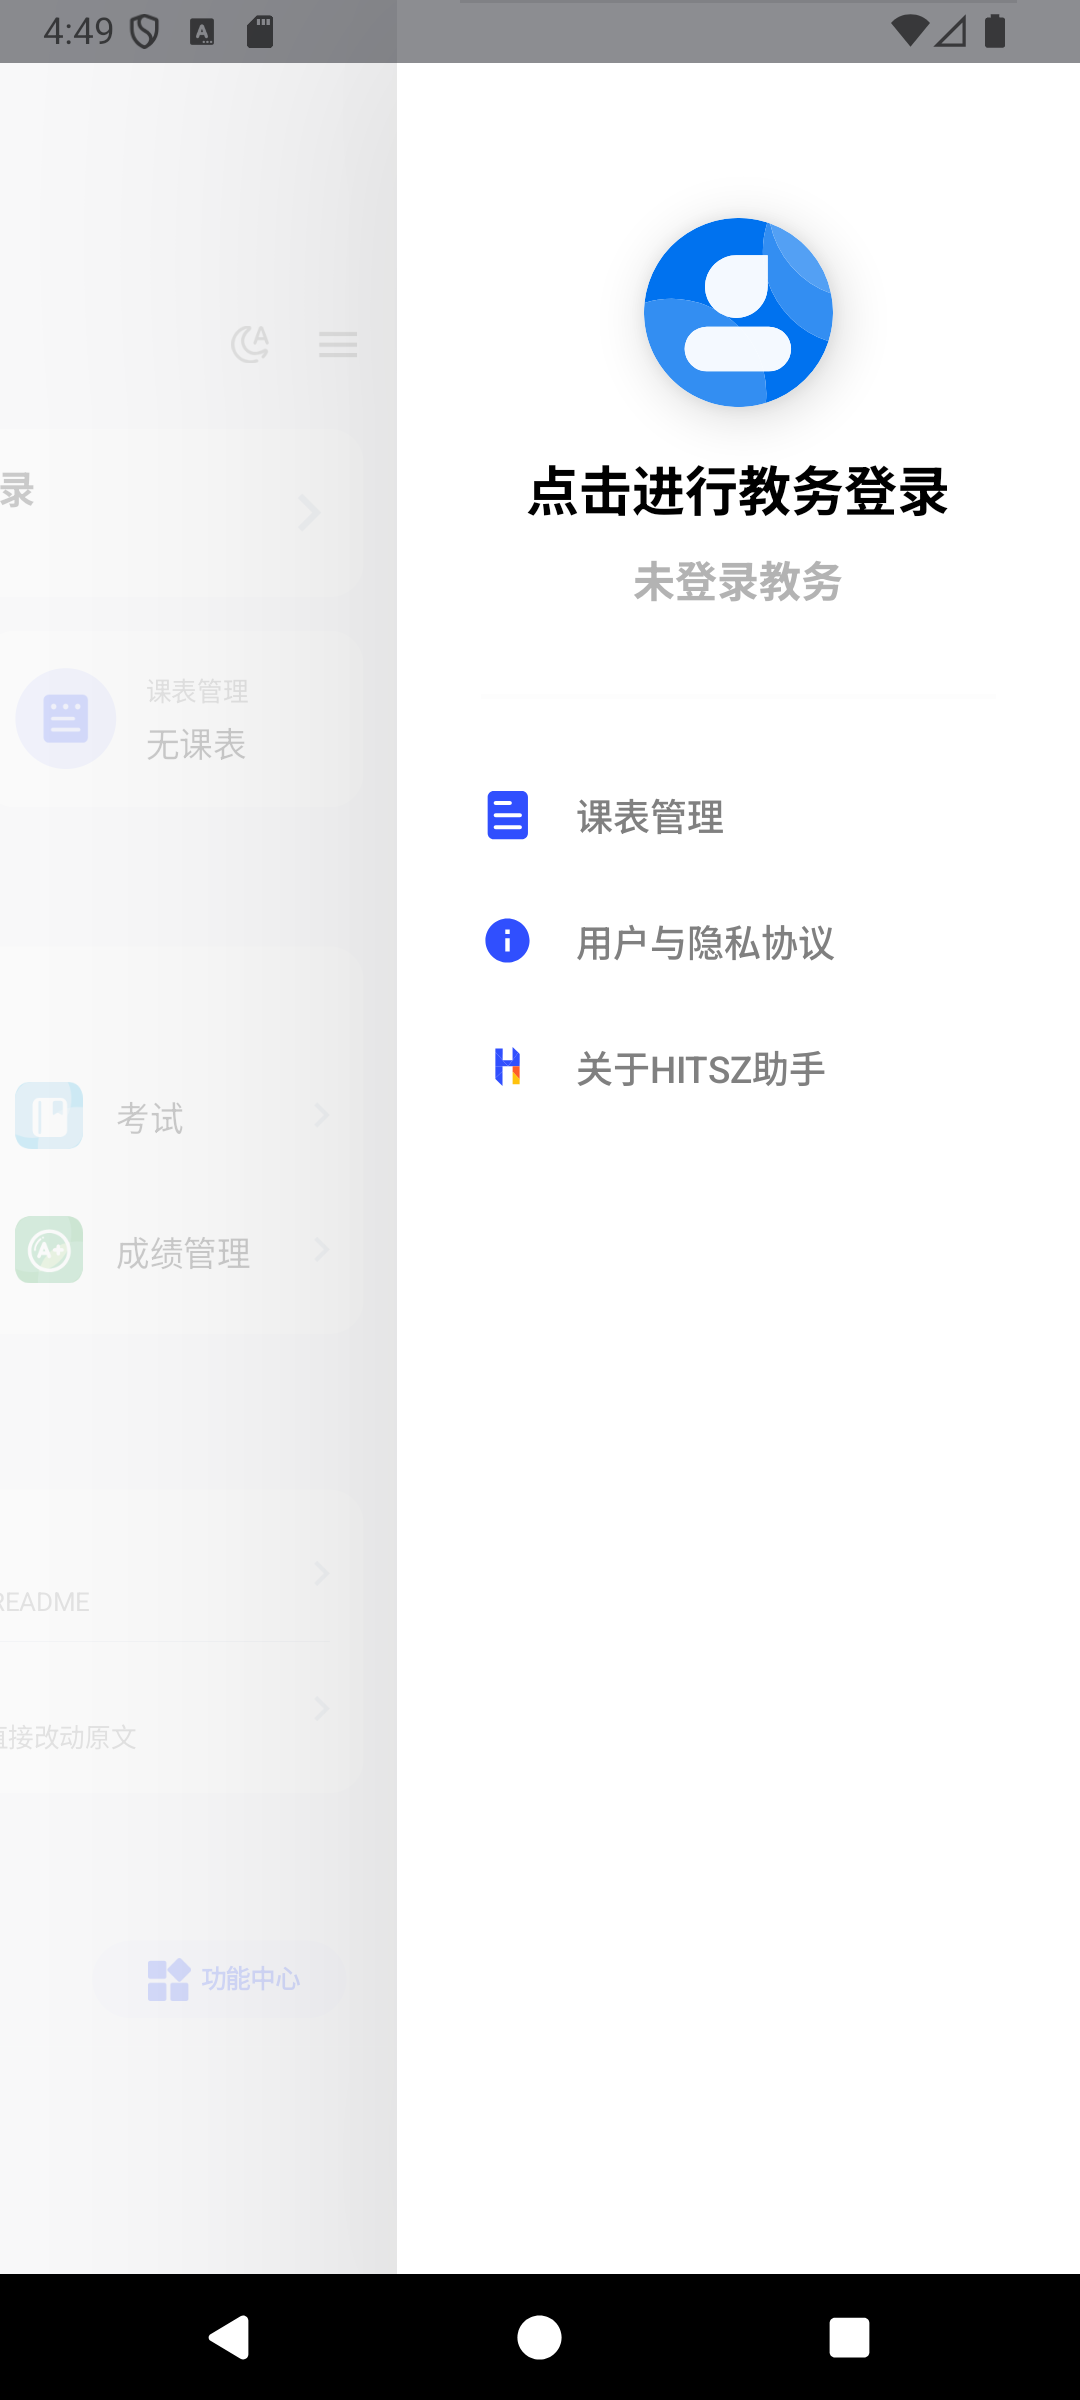 4:49
点击进行教务登录
未登录教务
录
课表管理
无课表
课表管理
用户与隐私协议
关于HITSZ助手
考试
成绩管理
README
直接改动原文
功能中心